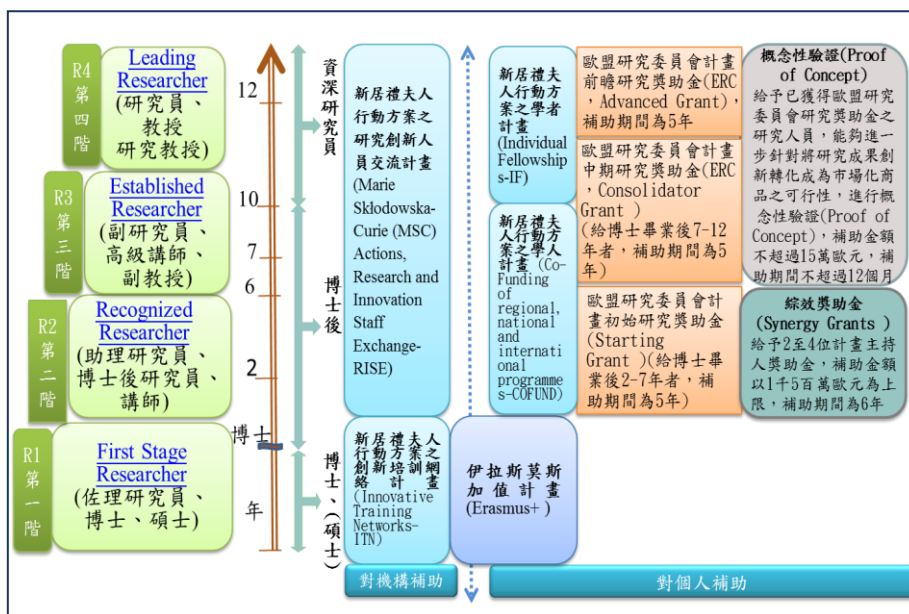 R4第四階
Leading
Researcher
(研究員、
教授
研究教授)
R3第三階
Established
Researcher
(副研究員、
高級講師、
副教授)
R2第二階
Recognized
Researcher
(助理研究員、
博士後研究員、
講師)
R1第一階
First Stage
Researcher
(佐理研究員、
博士、碩士)
12
10
7
6
2
博士
年
資深研究員
博士後
博士、(碩士)
新居禮夫人
行動方案之
研究創新人
員交流計畫
(Marie
Skłodowska-
Curie (MSC)
Actions,
Research and
Innovation
Staff
Exchange-
RISE)
新居禮夫人
行動方案之
創新培訓網
絡計畫
(Innovative
Training
Networks-
ITN)
對機構補助
新居禮夫
人行動方
案之學者
計畫
(Individual
Fellowship
s-IF)
新居禮夫
人行動方
案之學人
計畫 (Co-
Funding
of
regional,
national
and
international
programme
s-COFUND)
伊拉斯莫斯
加值計畫
(Erasmus+ )
歐盟研究委員會計畫
前瞻研究獎助金(ERC
, Advanced Grant),
補助期間為5年
歐盟研究委員會計畫
中期研究獎助金(ERC
, Consolidator
Grant )
(給博士畢業後7-12
年者,補助期間為5年)
歐盟研究委員會計
畫初始研究獎助金
(Starting
Grant )(給博士畢
業後2-7年者,補
助期間為5年)
概念性驗證(Proof
of Concept)
給予已獲得歐盟研究
委員會研究獎助金之
研究人員,能夠進一
步針對將研究成果創
新轉化成為市場化商
品之可行性,進行概
念性驗證(Proof of
Concept),補助金額
不超過15萬歐元,補
助期間不超過12個月
綜效獎助金
(Synergy Grants )
給予2至4位計畫主持
人獎助金,補助金額
以1千5百萬歐元為上
限,補助期間為6年
對個人補助